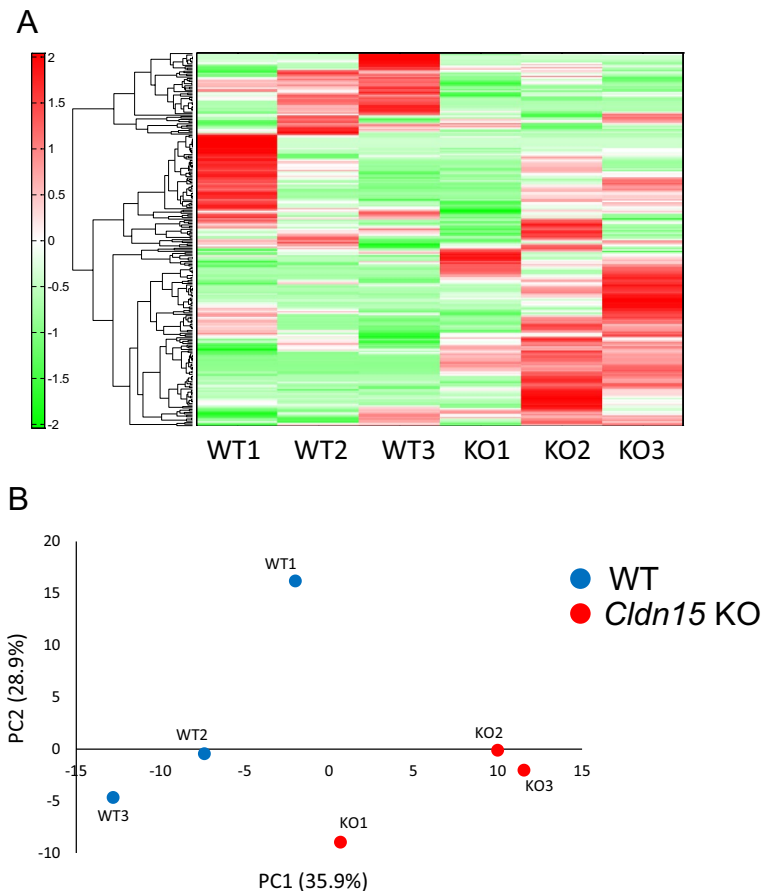 A
2
1.5
1
0.5
0
-0.5
-1
-1.5
-2
WT1 WT2 WT3 KO1 KO2 KO3
B
20
15
10
5
0
-5
-10
-15 -10 -5 0 5 10 15
PC2 (28.9%)
PC1 (35.9%)
WT1
WT2
WT3
KO1
KO2
KO3
WT
Cldn15 KO